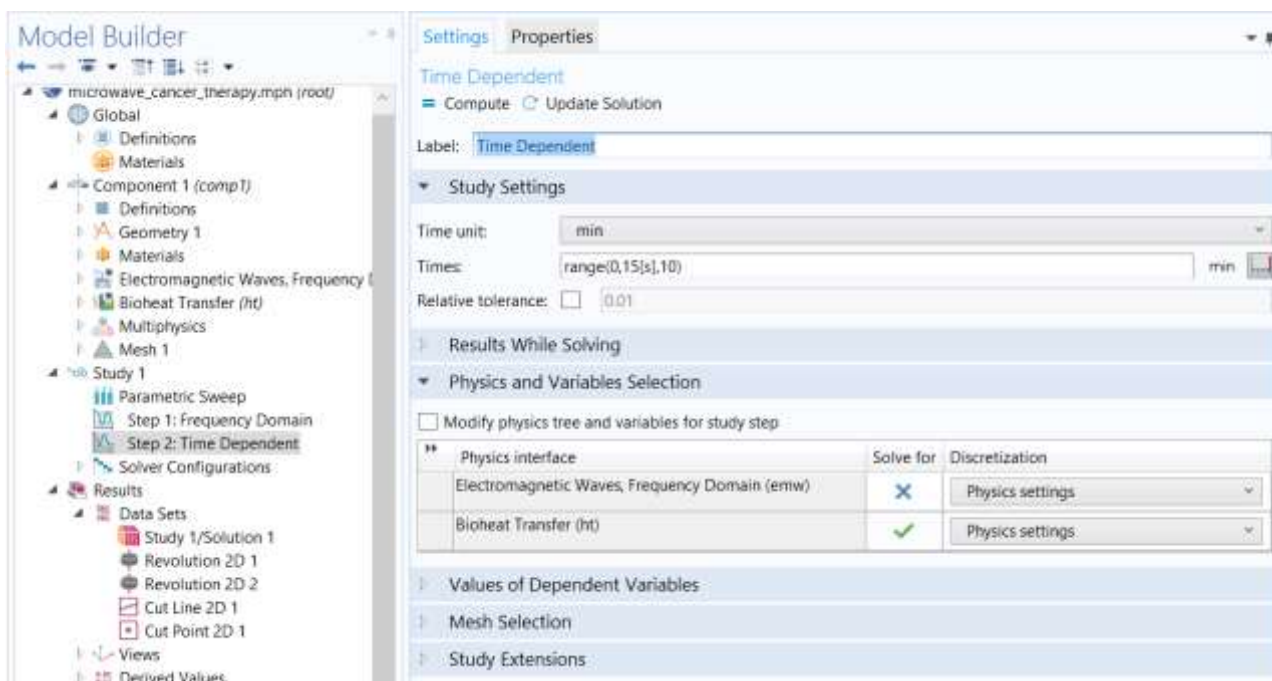 Model Builder
microwave_cancer_therapy.mph (root)
Global
Definitions
Materials
Component 1 (comp1)
Definitions
Geometry 1
Materials
Electromagnetic Waves, Frequency D
Bioheat Transfer (ht)
Multiphysics
Mesh 1
Study 1
Parametric Sweep
Step 1: Frequency Domain
Step 2: Time Dependent
Solver Configurations
Results
Data Sets
Study 1/Solution 1
Revolution 2D 1
Revolution 2D 2
Cut Line 2D 1
Cut Point 2D 1
Views
Derived Values
Settings Properties
Time Dependent
= Compute Update Solution
Label: Time Dependent
Study Settings
Time unit: min
Times: range(0,15[s],10) min
Relative tolerance: 0.01
Results While Solving
Physics and Variables Selection
Modify physics tree and variables for study step
Physics interface Solve for Discretization
Electromagnetic Waves, Frequency Domain (emw) Physics settings
Bioheat Transfer (ht) Physics settings
Values of Dependent Variables
Mesh Selection
Study Extensions